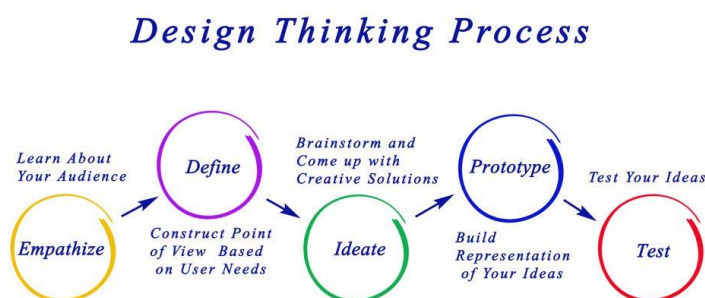 Design Thinking Process
Learn About
Your Audience
Empathize
Define
Construct Point
of View Based
on User Needs
Brainstorm and
Come up with
Creative Solutions
Ideate
Prototype
Build
Representation
of Your Ideas
Test Your Ideas
Test